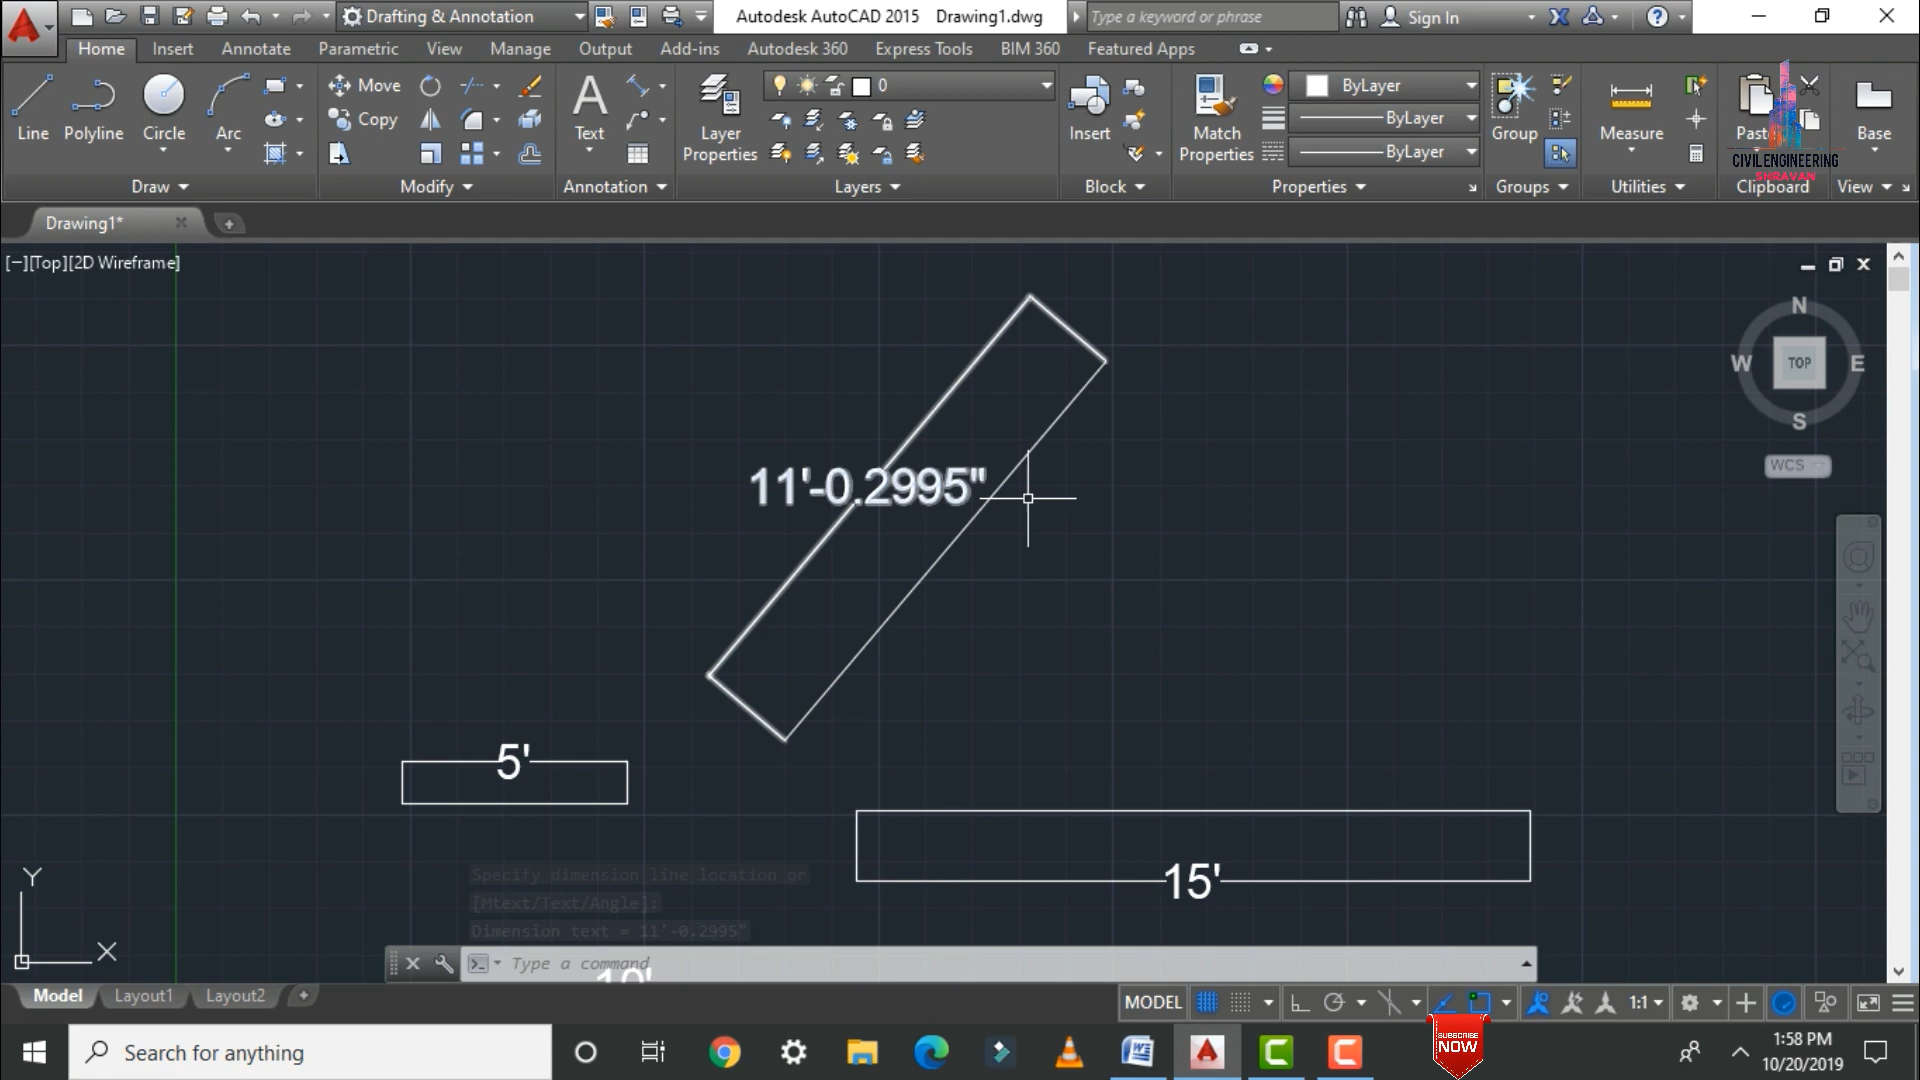 Drafting & Annotation
Autodesk AutoCAD 2015 Drawing1.dwg
Type a keyword or phrase
Sign In
Home Insert Annotate Parametric View Manage Output Add-ins Autodesk 360 Express Tools BIM 360 Featured Apps
Line
Polyline
Circle
Arc
Draw
Move
Copy
Modify
A
Text
Annotation
Layer
Properties
0
Layers
Insert
Block
Match
Properties
ByLayer
ByLayer
ByLayer
Properties
Group
Groups
Measure
Utilities
CIVILENGINEERING
SHRAVAN
Clipboard
Base
View
Drawing1*
[−][Top][2D Wireframe]
N
W TOP E
S
WCS
11'-0.2995"
5'
15'
10'
Specify dimension line location or
[Mtext/Text/Angle]:
Dimension text = 11'-0.2995"
Y
X
Type a command
Model Layout1 Layout2
MODEL
1:1
SUBSCRIBE
NOW
Search for anything
1:58 PM
10/20/2019